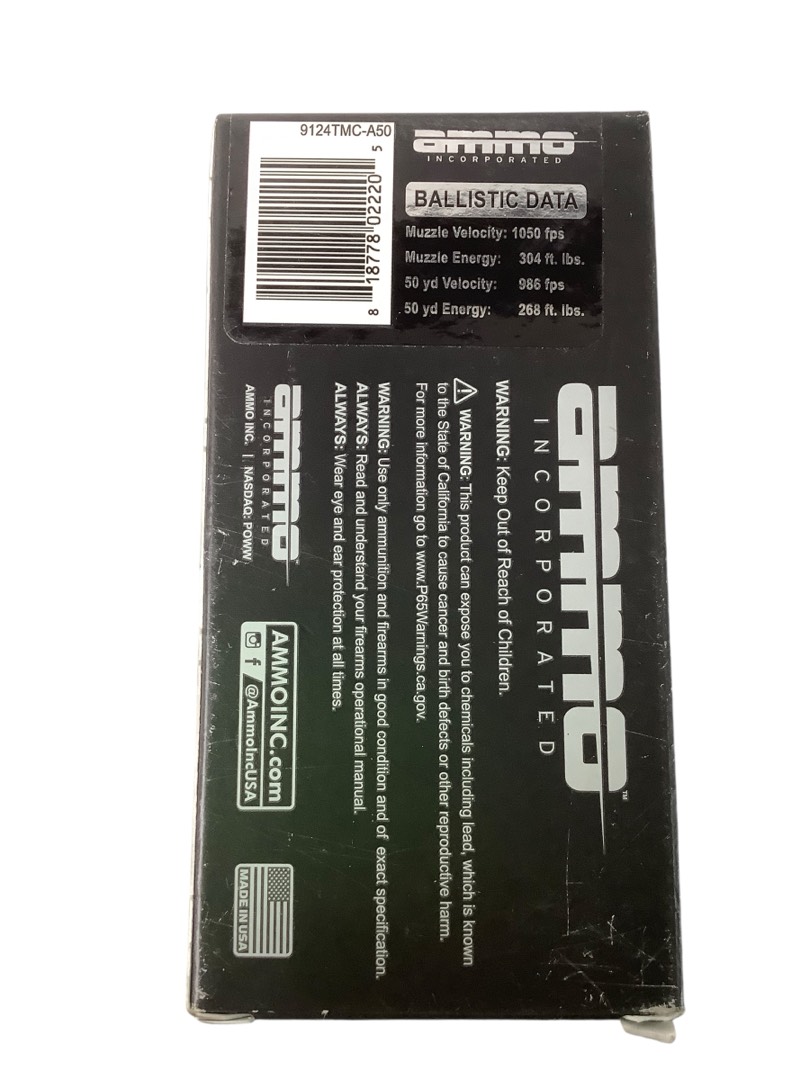 9124TMC-A50
8 18778 02220 5
ammo
INCORPORATED
BALLISTIC DATA
Muzzle Velocity: 1050 fps
Muzzle Energy: 304 ft. lbs.
50 yd Velocity: 986 fps
50 yd Energy: 268 ft. lbs.
ammo™
INCORPORATED
WARNING: Keep Out of Reach of Children.
⚠ WARNING: This product can expose you to chemicals including lead, which is known
to the State of California to cause cancer and birth defects or other reproductive harm.
For more information go to www.P65Warnings.ca.gov.
WARNING: Use only ammunition and firearms in good condition and of exact specification.
ALWAYS: Read and understand your firearms operational manual.
ALWAYS: Wear eye and ear protection at all times.
ammo
INCORPORATED
AMMO INC. | NASDAQ: POWW
AMMOINC.com
@AmmoIncUSA
MADE IN USA